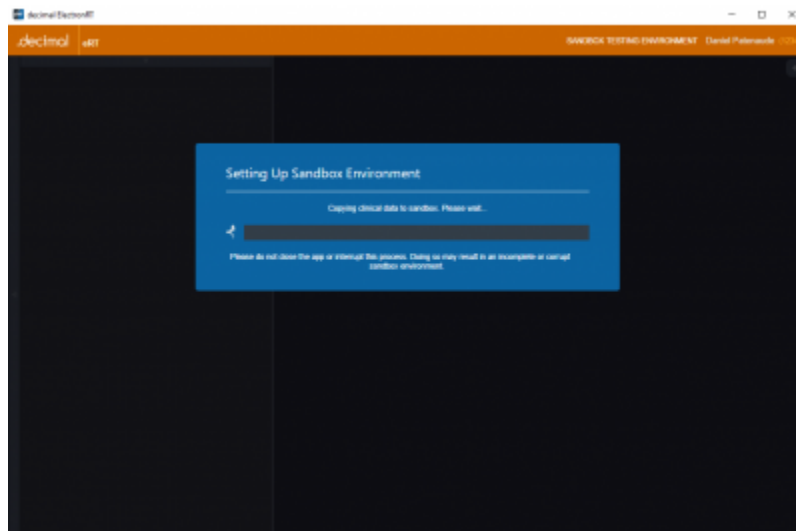 .decimal ElectronRT
.decimal eRT
SANDBOX TESTING ENVIRONMENT Daniel Patenaude
Setting Up Sandbox Environment
Copying clinical data to sandbox. Please wait...
Please do not close the app or interrupt this process. Doing so may result in an incomplete or corrupt
sandbox environment.